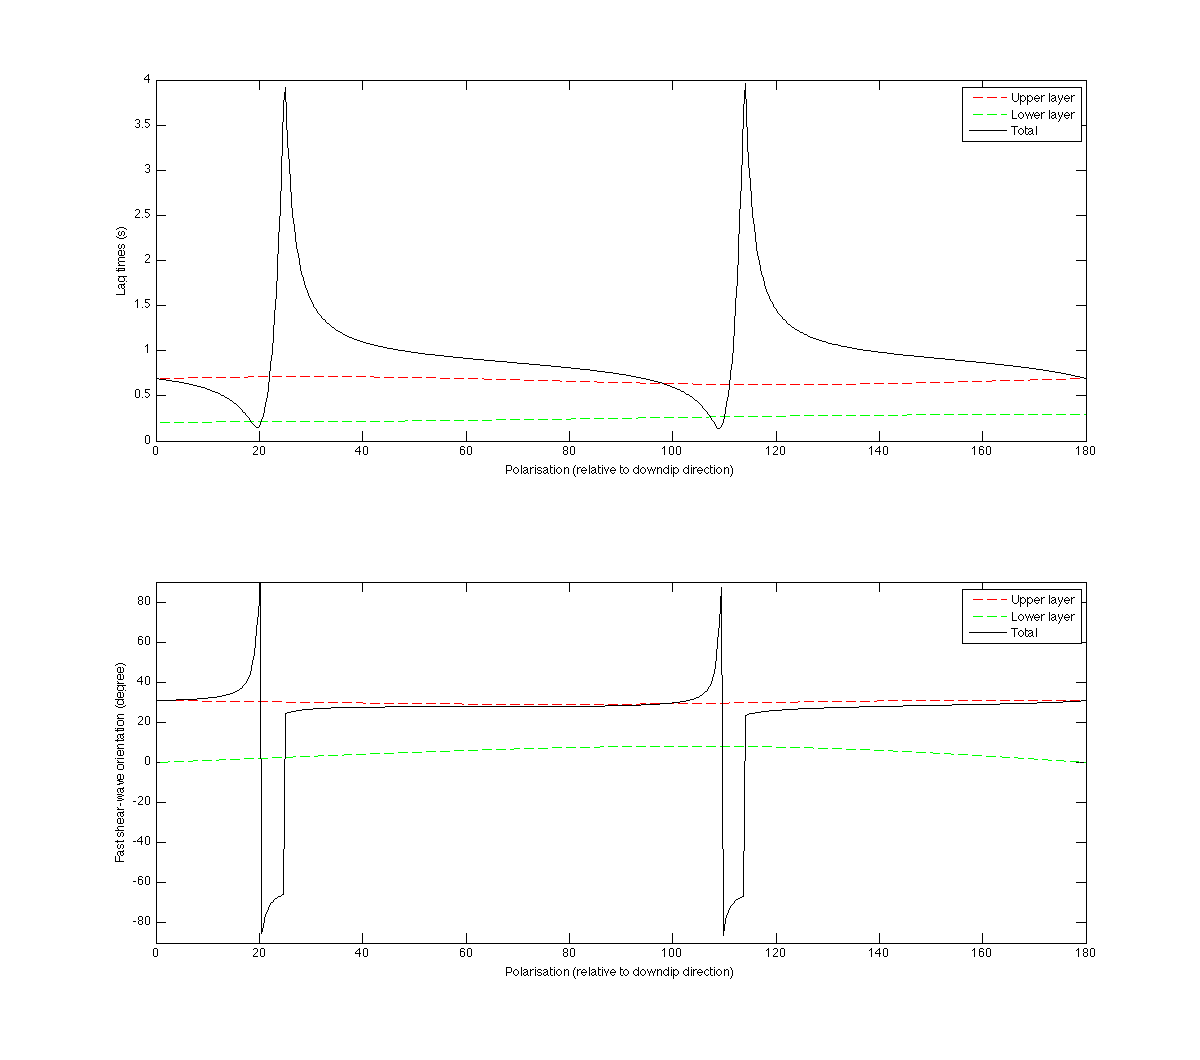 4
3.5
3
2.5
2
1.5
1
0.5
0
Lag times (s)
Upper layer
Lower layer
Total
0 20 40 60 80 100 120 140 160 180
Polarisation (relative to downdip direction)
80
60
40
20
0
-20
-40
-60
-80
Fast shear-wave orientation (degree)
Upper layer
Lower layer
Total
0 20 40 60 80 100 120 140 160 180
Polarisation (relative to downdip direction)